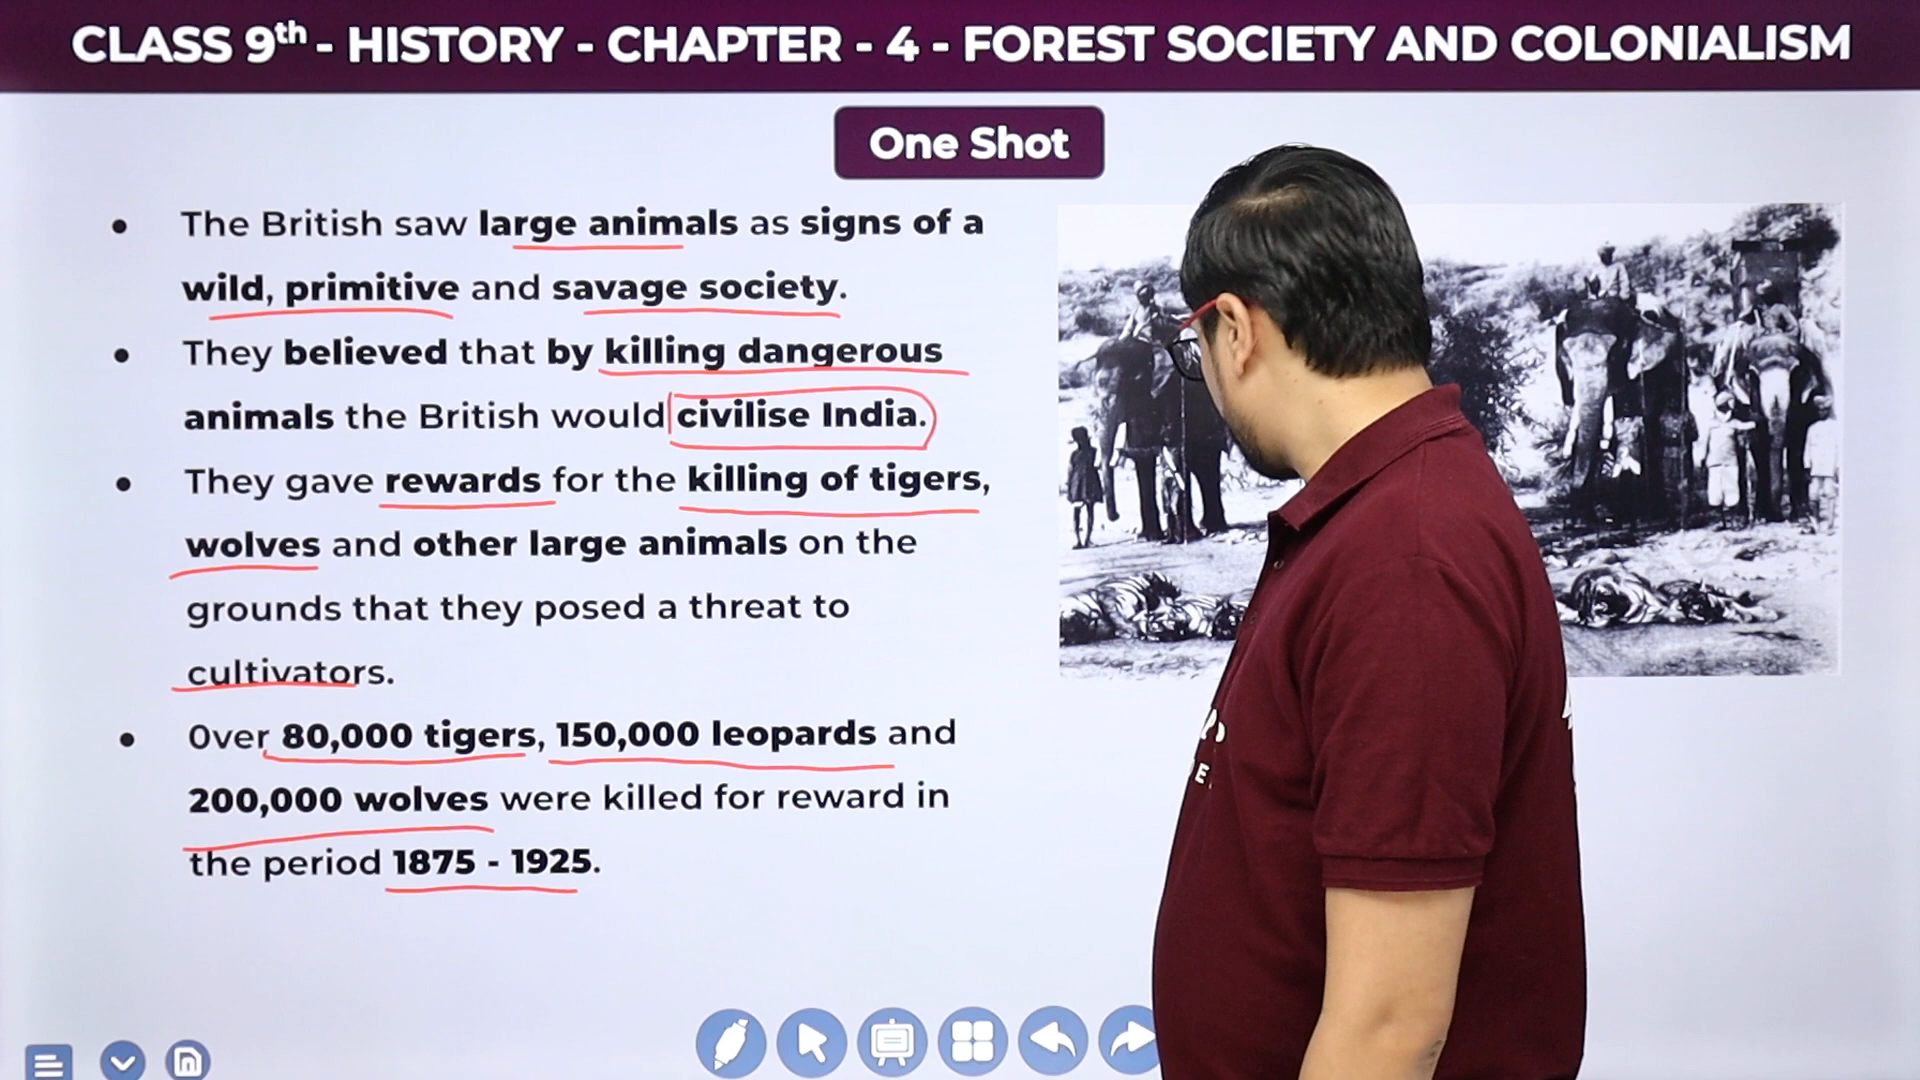 CLASS 9th - HISTORY - CHAPTER - 4 - FOREST SOCIETY AND COLONIALISM
One Shot
• The British saw large animals as signs of a
wild, primitive and savage society.
• They believed that by killing dangerous
animals the British would civilise India.
• They gave rewards for the killing of tigers,
wolves and other large animals on the
grounds that they posed a threat to
cultivators.
• Over 80,000 tigers, 150,000 leopards and
200,000 wolves were killed for reward in
the period 1875 - 1925.